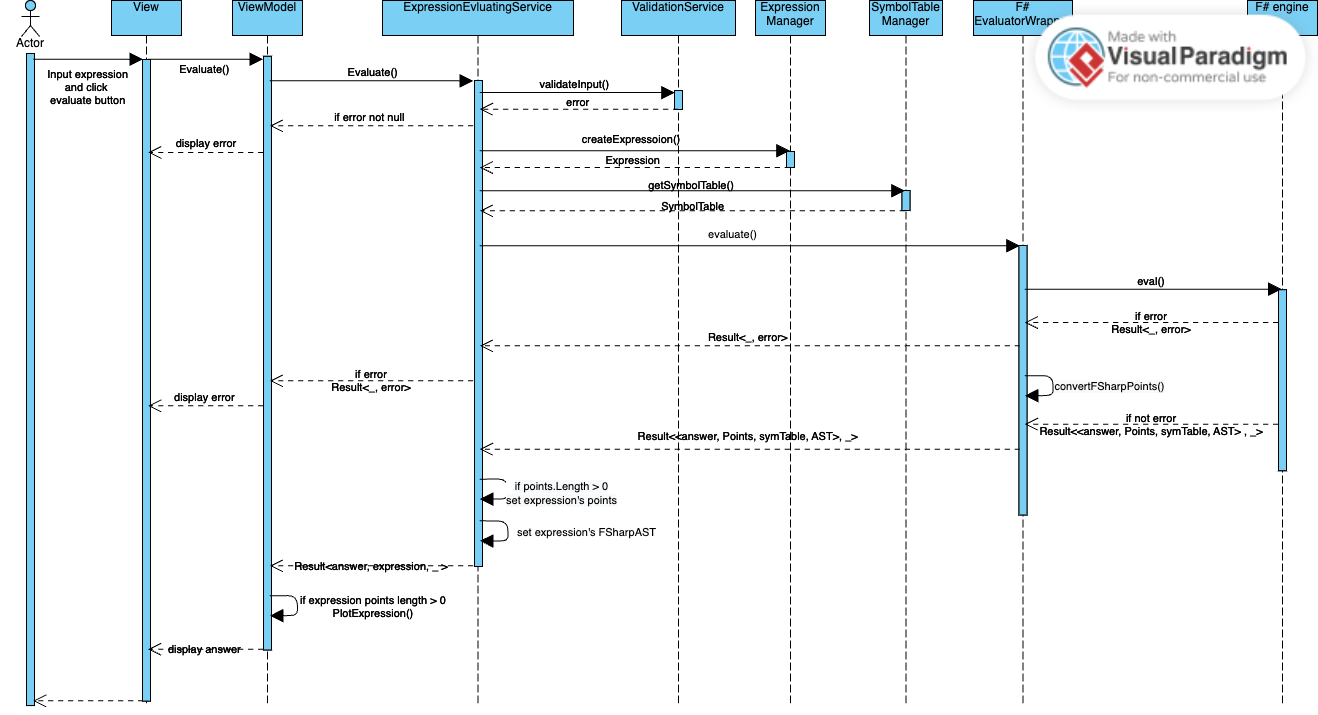 View
ViewModel
ExpressionEvluatingService
ValidationService
Expression
Manager
SymbolTable
Manager
F#
EvaluatorWrapp
F# engine
Made with
VisualParadigm
For non-commercial use
Actor
Input expression
and click
evaluate button
Evaluate()
Evaluate()
validateInput()
error
if error not null
display error
createExpressoion()
Expression
getSymbolTable()
SymbolTable
evaluate()
eval()
if error
Result<_, error>
Result<_, error>
if error
Result<_, error>
display error
convertFSharpPoints()
if not error
Result<<answer, Points, symTable, AST> , _>
Result<<answer, Points, symTable, AST>, _>
if points.Length > 0
set expression's points
set expression's FSharpAST
Result<answer, expression, _>
if expression points length > 0
PlotExpression()
display answer